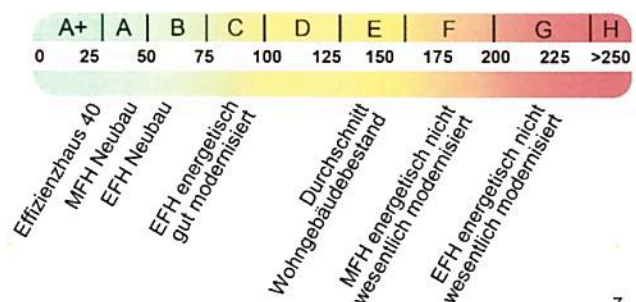 A+ A B C D E F G H
0 25 50 75 100 125 150 175 200 225 >250
Effizienzhaus 40
MFH Neubau
EFH Neubau
EFH energetisch
gut modernisiert
Durchschnitt
Wohngebäudebestand
MFH energetisch nicht
wesentlich modernisiert
EFH energetisch nicht
wesentlich modernisiert